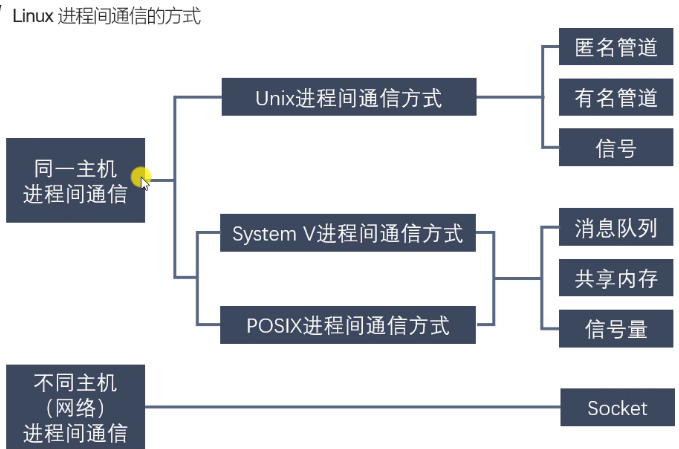 Linux 进程间通信的方式
匿名管道
Unix进程间通信方式
有名管道
信号
同一主机
进程间通信
System V进程间通信方式
消息队列
共享内存
POSIX进程间通信方式
信号量
不同主机
（网络）
进程间通信
Socket